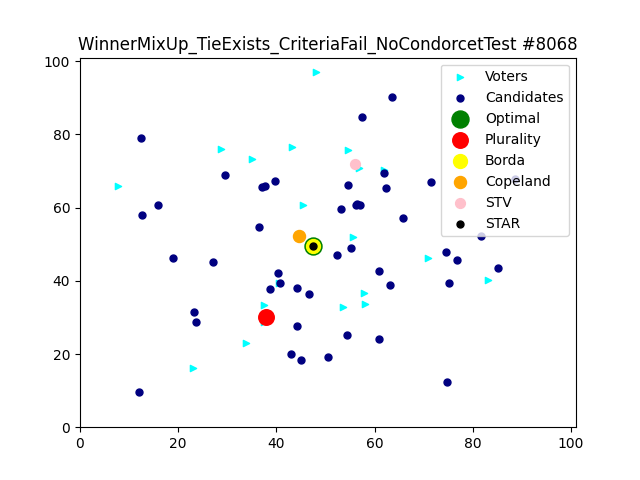 WinnerMixUp_TieExists_CriteriaFail_NoCondorcetTest #8068
Voters
Candidates
Optimal
Plurality
Borda
Copeland
STV
STAR
100
80
60
40
20
0
0 20 40 60 80 100